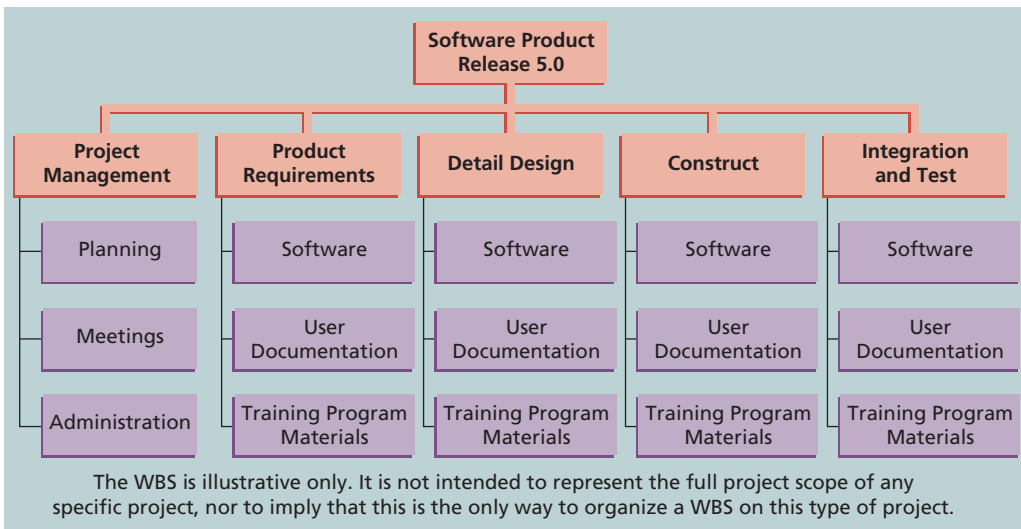 Software Product
Release 5.0
Project
Management
Product
Requirements
Detail Design
Construct
Integration
and Test
Planning
Software
Software
Software
Software
Meetings
User
Documentation
User
Documentation
User
Documentation
User
Documentation
Administration
Training Program
Materials
Training Program
Materials
Training Program
Materials
Training Program
Materials
The WBS is illustrative only. It is not intended to represent the full project scope of any
specific project, nor to imply that this is the only way to organize a WBS on this type of project.